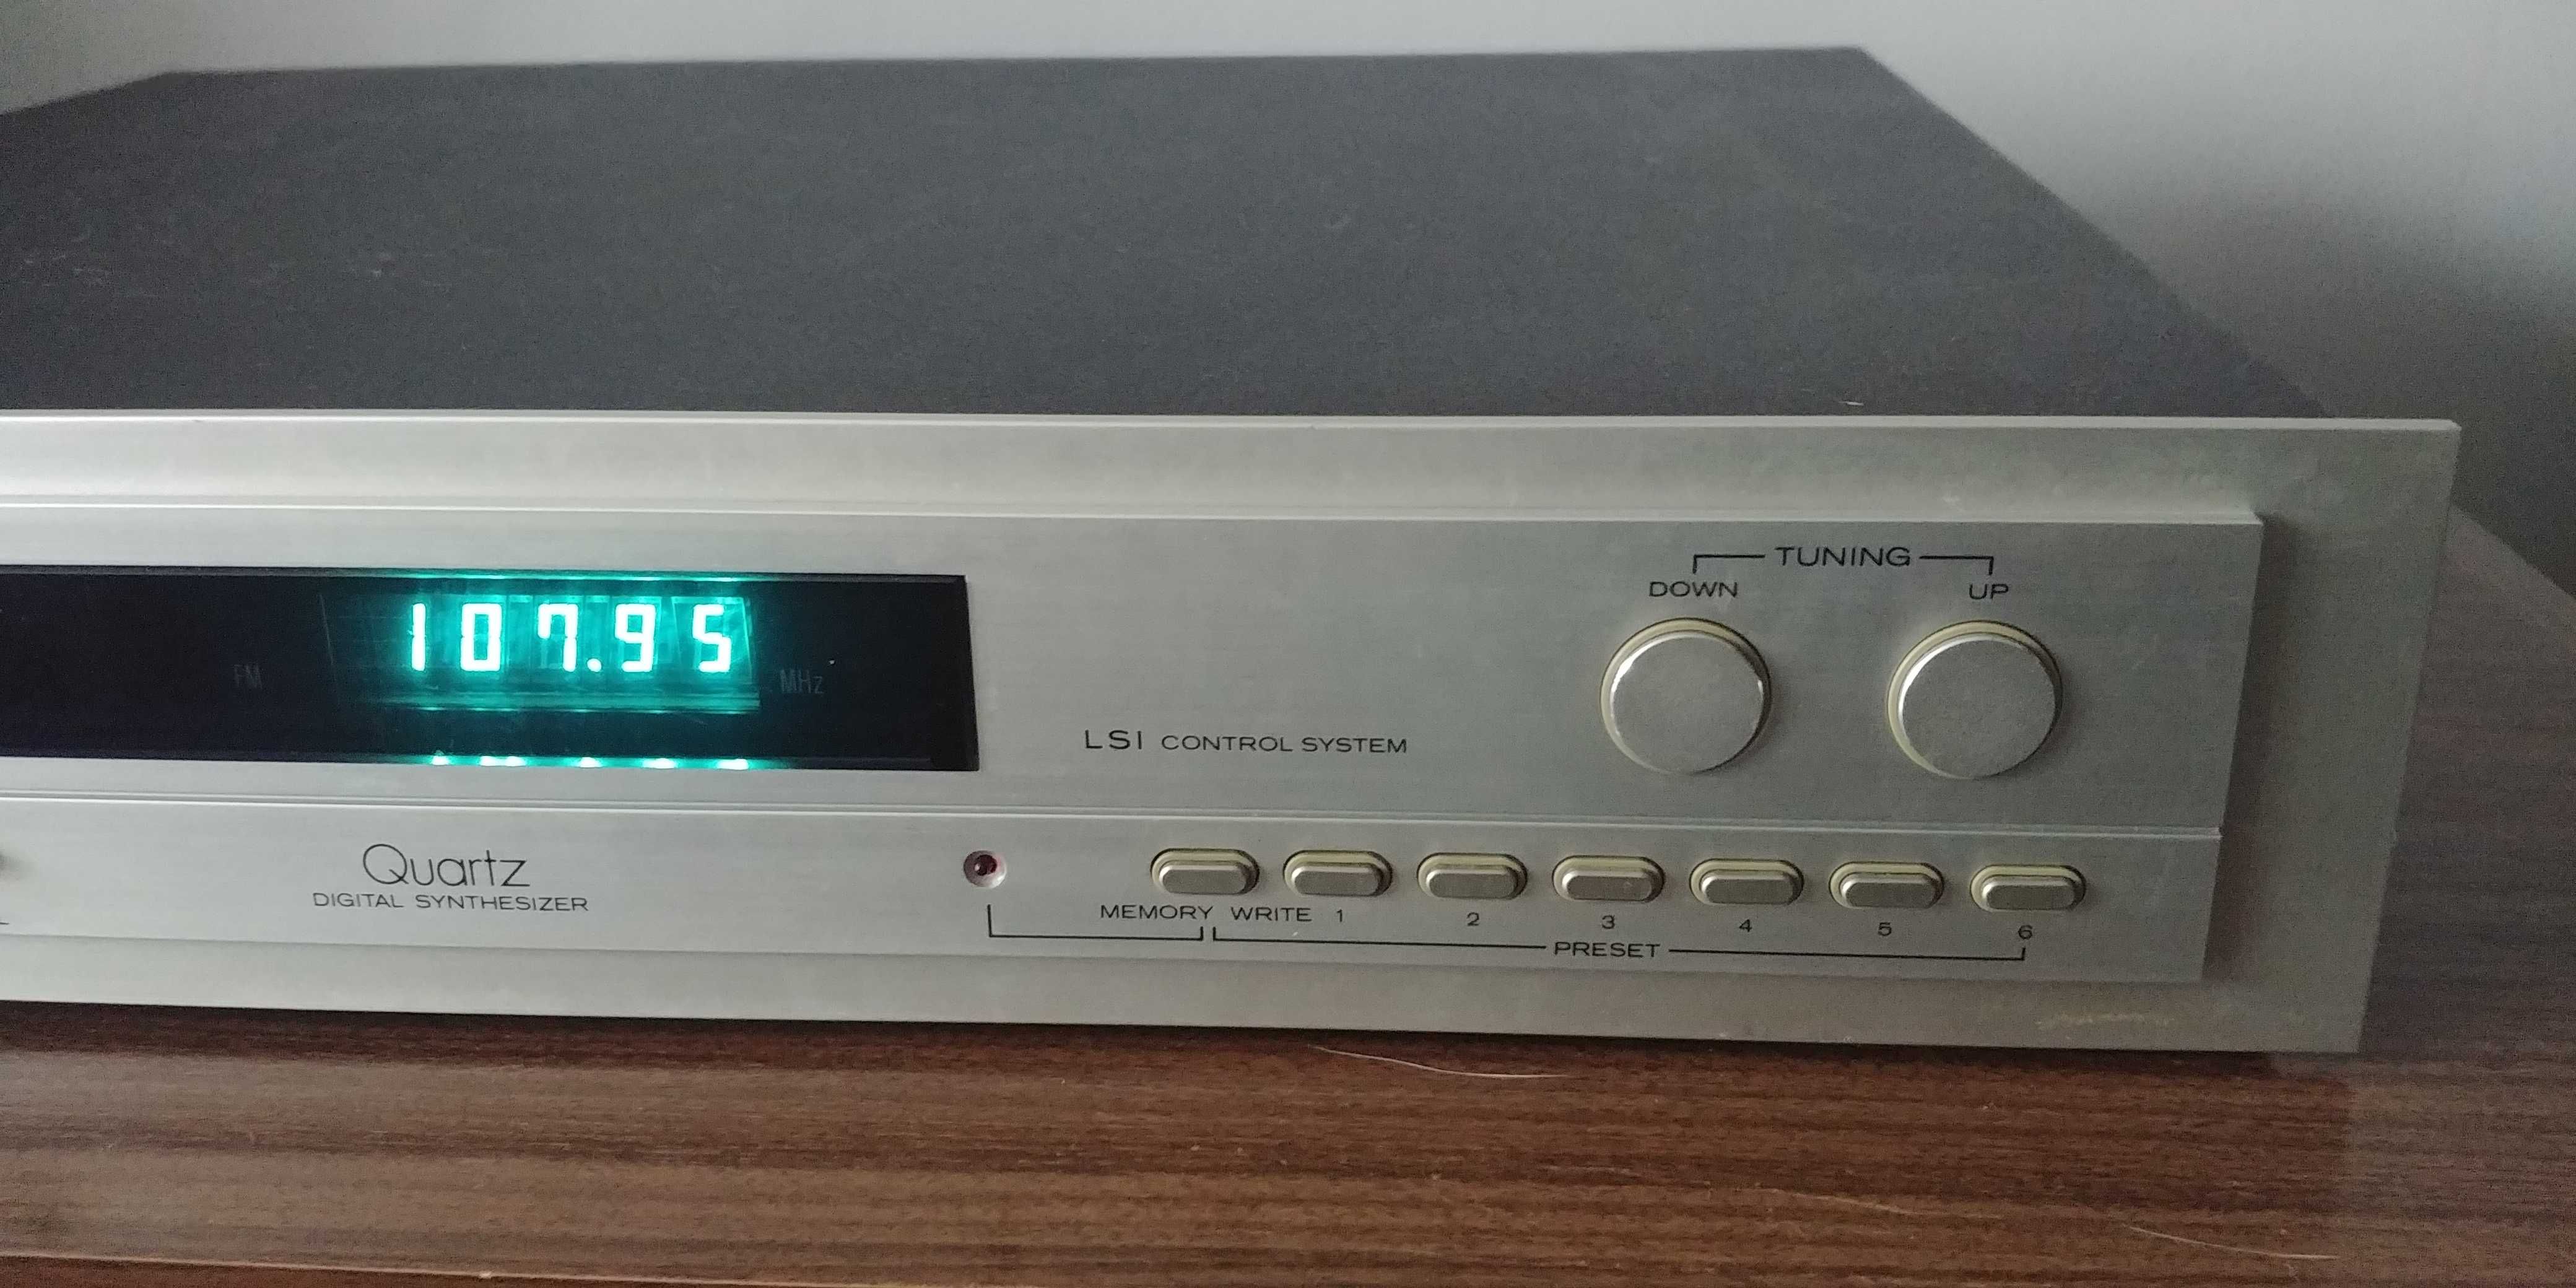 TUNING
DOWN UP
107.95
FM MHz
LSI CONTROL SYSTEM
Quartz
DIGITAL SYNTHESIZER
MEMORY WRITE 1 2 3 4 5 6
PRESET